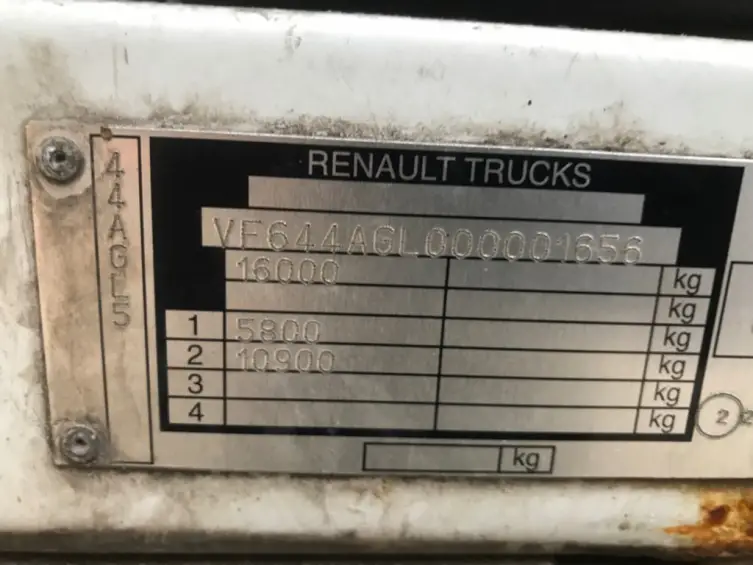 44AGL5
RENAULT TRUCKS
VF644AGL000001656
16000 kg
kg
1 5800 kg
2 10900 kg
3 kg
4 kg
kg
2